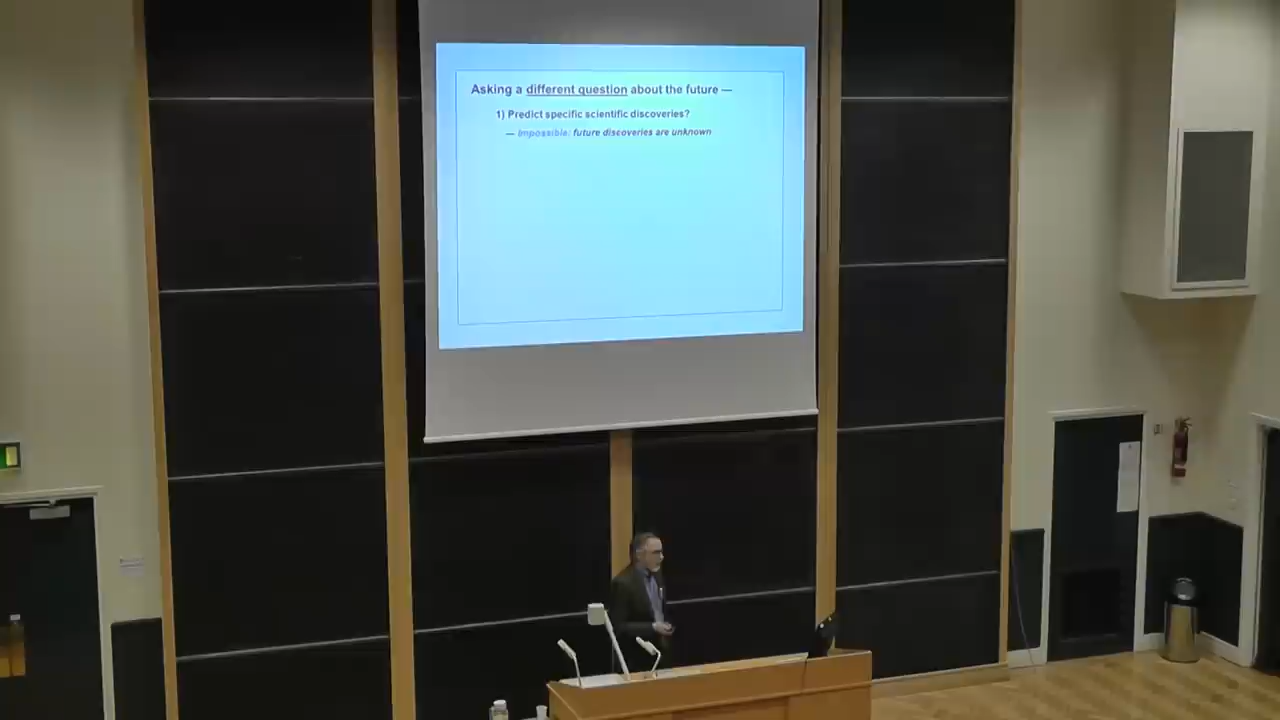 Asking a different question about the future —
1) Predict specific scientific discoveries?
— Impossible: future discoveries are unknown